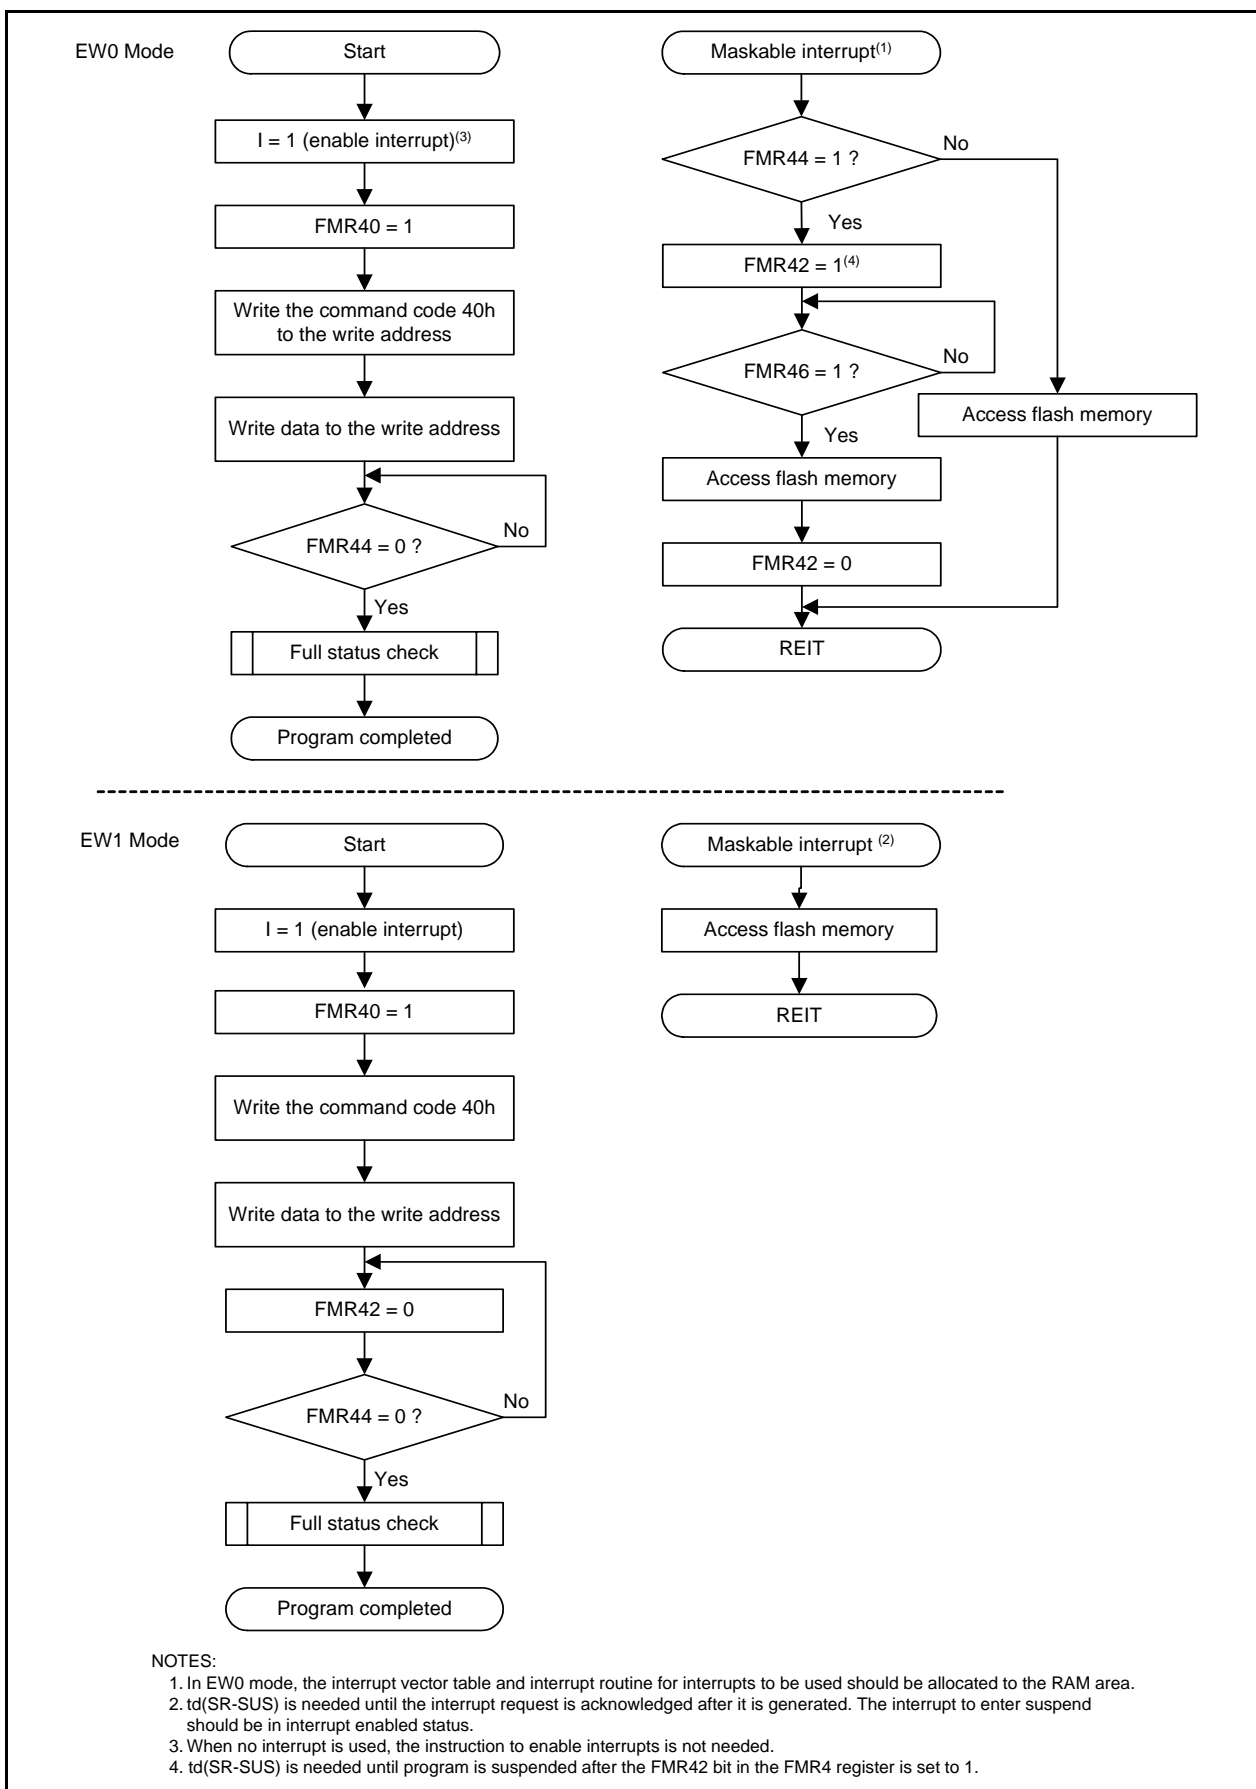 EW0 Mode
Start
I = 1 (enable interrupt)(3)
FMR40 = 1
Write the command code 40h
to the write address
Write data to the write address
FMR44 = 0 ?
No
Yes
Full status check
Program completed
Maskable interrupt(1)
FMR44 = 1 ?
No
Yes
FMR42 = 1(4)
FMR46 = 1 ?
No
Yes
Access flash memory
Access flash memory
FMR42 = 0
REIT
EW1 Mode
Start
I = 1 (enable interrupt)
FMR40 = 1
Write the command code 40h
Write data to the write address
FMR42 = 0
FMR44 = 0 ?
No
Yes
Full status check
Program completed
Maskable interrupt (2)
Access flash memory
REIT
NOTES:
1. In EW0 mode, the interrupt vector table and interrupt routine for interrupts to be used should be allocated to the RAM area.
2. td(SR-SUS) is needed until the interrupt request is acknowledged after it is generated. The interrupt to enter suspend
should be in interrupt enabled status.
3. When no interrupt is used, the instruction to enable interrupts is not needed.
4. td(SR-SUS) is needed until program is suspended after the FMR42 bit in the FMR4 register is set to 1.